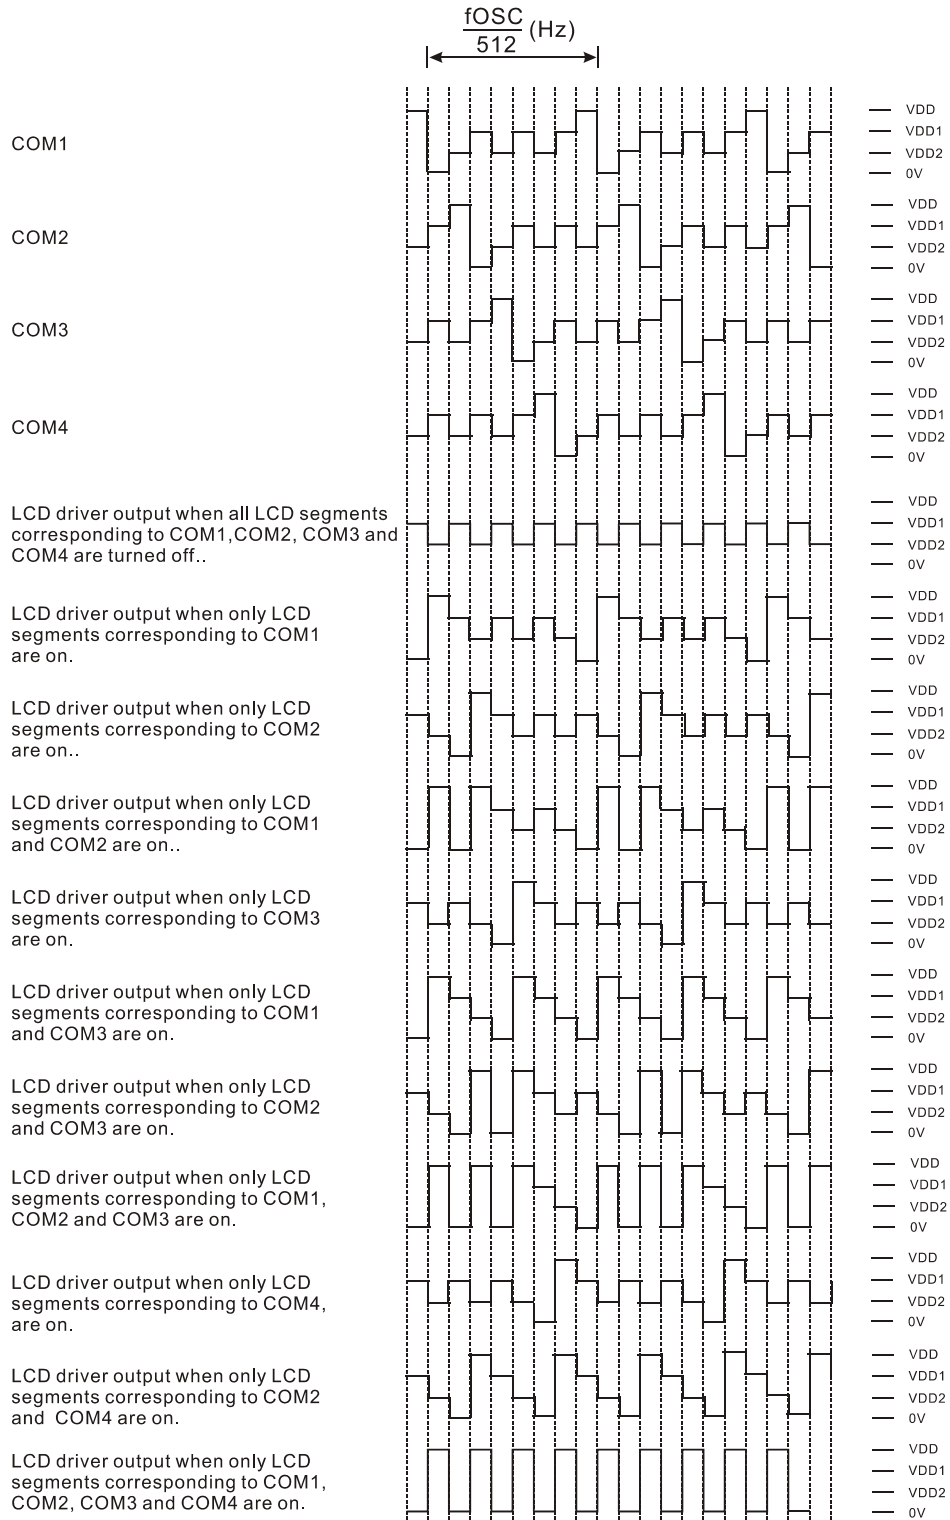 fOSC
512
(Hz)
COM1
VDD
VDD1
VDD2
0V
COM2
VDD
VDD1
VDD2
0V
COM3
VDD
VDD1
VDD2
0V
COM4
VDD
VDD1
VDD2
0V
LCD driver output when all LCD segments
corresponding to COM1,COM2, COM3 and
COM4 are turned off..
VDD
VDD1
VDD2
0V
LCD driver output when only LCD
segments corresponding to COM1
are on.
VDD
VDD1
VDD2
0V
LCD driver output when only LCD
segments corresponding to COM2
are on..
VDD
VDD1
VDD2
0V
LCD driver output when only LCD
segments corresponding to COM1
and COM2 are on..
VDD
VDD1
VDD2
0V
LCD driver output when only LCD
segments corresponding to COM3
are on.
VDD
VDD1
VDD2
0V
LCD driver output when only LCD
segments corresponding to COM1
and COM3 are on.
VDD
VDD1
VDD2
0V
LCD driver output when only LCD
segments corresponding to COM2
and COM3 are on.
VDD
VDD1
VDD2
0V
LCD driver output when only LCD
segments corresponding to COM1,
COM2 and COM3 are on.
VDD
VDD1
VDD2
0V
LCD driver output when only LCD
segments corresponding to COM4,
are on.
VDD
VDD1
VDD2
0V
LCD driver output when only LCD
segments corresponding to COM2
and COM4 are on.
VDD
VDD1
VDD2
0V
LCD driver output when only LCD
segments corresponding to COM1,
COM2, COM3 and COM4 are on.
VDD
VDD1
VDD2
0V